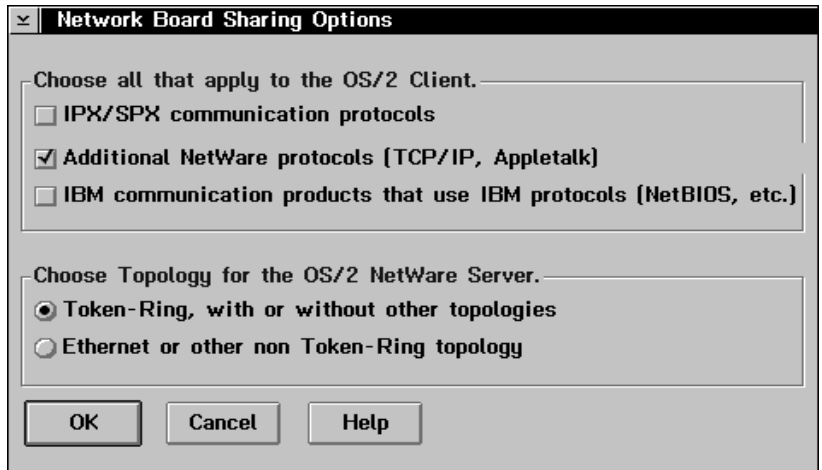 Network Board Sharing Options
Choose all that apply to the OS/2 Client.
IPX/SPX communication protocols
Additional NetWare protocols (TCP/IP, Appletalk)
IBM communication products that use IBM protocols (NetBIOS, etc.)
Choose Topology for the OS/2 NetWare Server.
Token-Ring, with or without other topologies
Ethernet or other non Token-Ring topology
OK Cancel Help